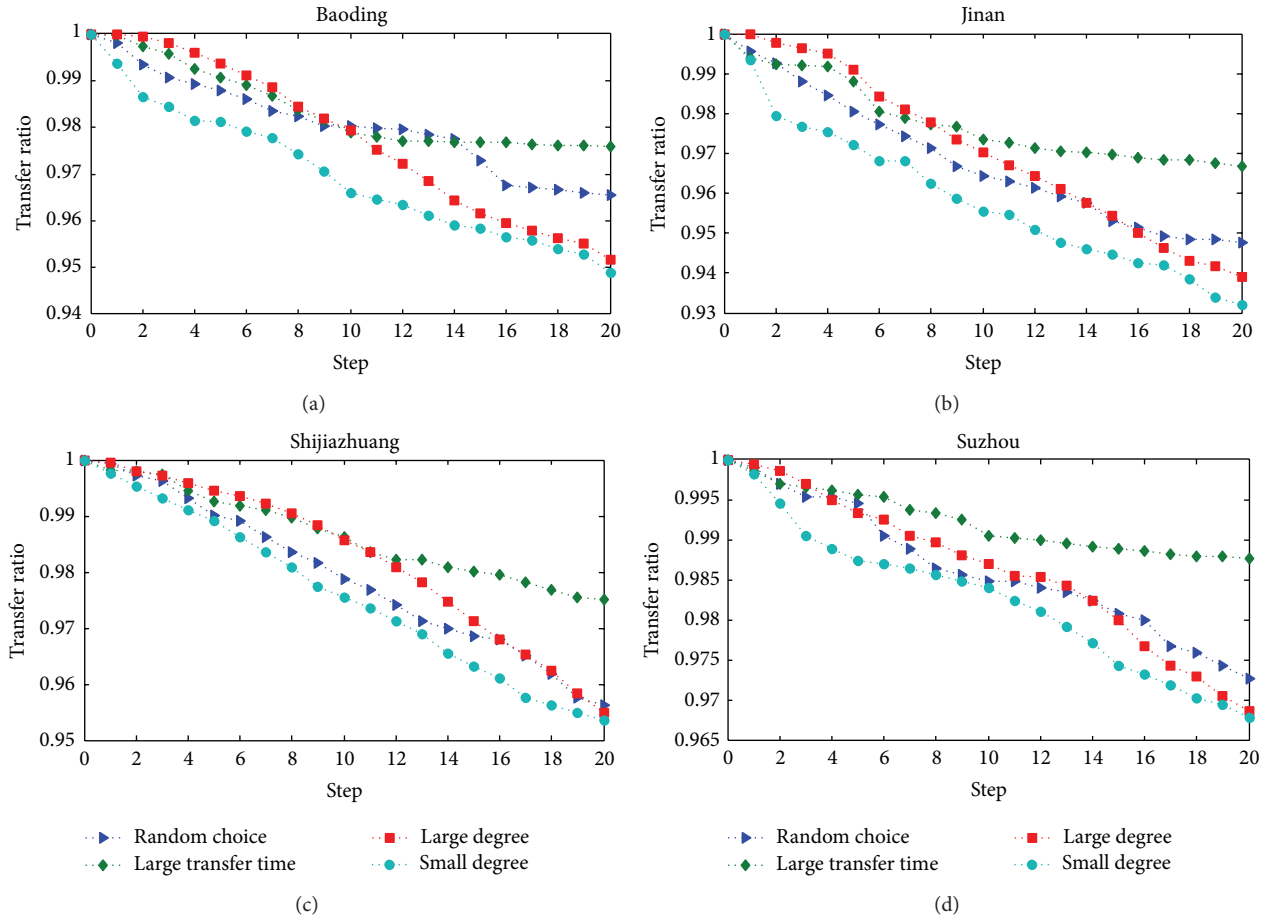 Baoding
1
0.99
0.98
0.97
0.96
0.95
0.94
Transfer ratio
0 2 4 6 8 10 12 14 16 18 20
Step
(a)
Jinan
1
0.99
0.98
0.97
0.96
0.95
0.94
0.93
Transfer ratio
0 2 4 6 8 10 12 14 16 18 20
Step
(b)
Shijiazhuang
1
0.99
0.98
0.97
0.96
0.95
Transfer ratio
0 2 4 6 8 10 12 14 16 18 20
Step
Random choice Large degree
Large transfer time Small degree
(c)
Suzhou
1
0.995
0.99
0.985
0.98
0.975
0.97
0.965
Transfer ratio
0 2 4 6 8 10 12 14 16 18 20
Step
Random choice Large degree
Large transfer time Small degree
(d)